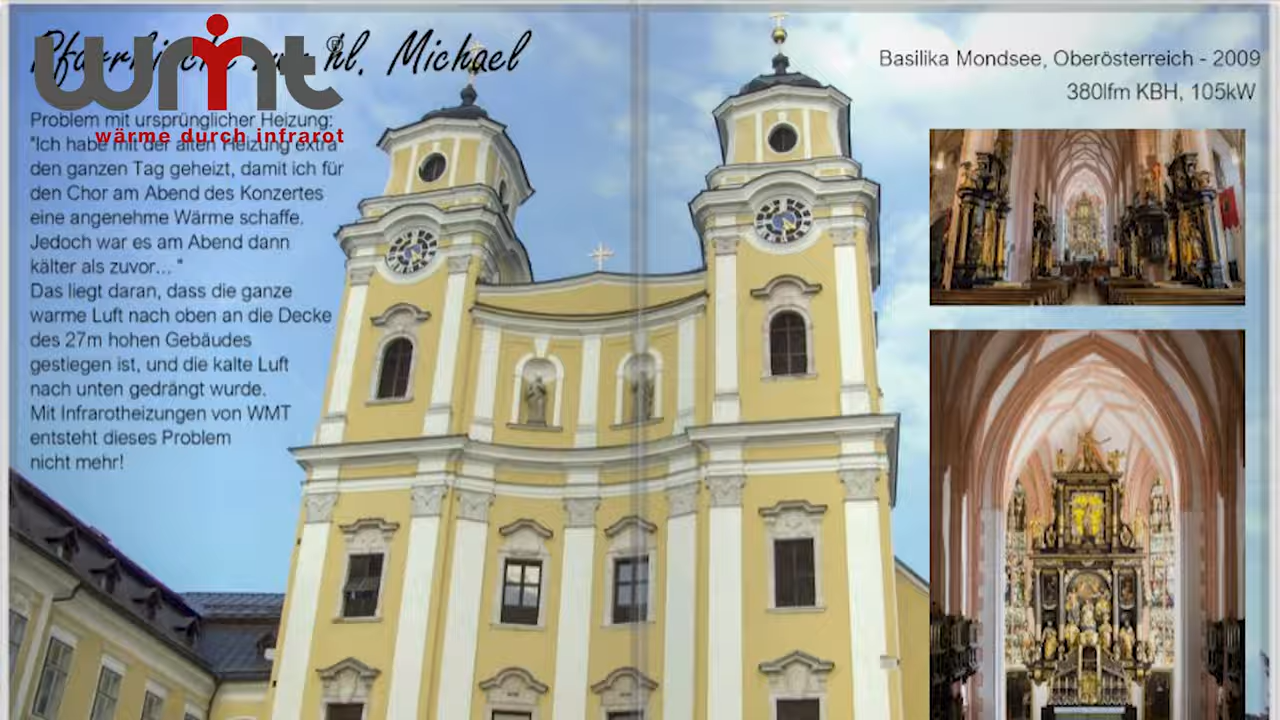 Pfarrkirche zum hl. Michael
wmt
wärme durch infrarot
Problem mit ursprünglicher Heizung:
"Ich habe mit der alten Heizung extra
den ganzen Tag geheizt, damit ich für
den Chor am Abend des Konzertes
eine angenehme Wärme schaffe.
Jedoch war es am Abend dann
kälter als zuvor... "
Das liegt daran, dass die ganze
warme Luft nach oben an die Decke
des 27m hohen Gebäudes
gestiegen ist, und die kalte Luft
nach unten gedrängt wurde.
Mit Infrarotheizungen von WMT
entsteht dieses Problem
nicht mehr!
Basilika Mondsee, Oberösterreich - 2009
380lfm KBH, 105kW